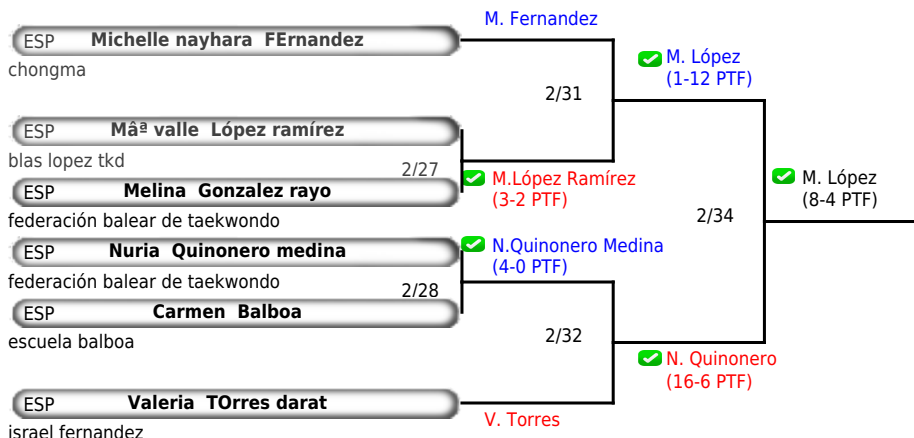 M. Fernandez
ESP Michelle nayhara FErnandez
chongma
M. López
(1-12 PTF)
2/31
ESP Mâª valle López ramírez
blas lopez tkd
2/27
ESP Melina Gonzalez rayo
M.López Ramírez
(3-2 PTF)
M. López
(8-4 PTF)
federación balear de taekwondo
2/34
ESP Nuria Quinonero medina
N.Quinonero Medina
(4-0 PTF)
federación balear de taekwondo
2/28
ESP Carmen Balboa
escuela balboa
2/32
N. Quinonero
(16-6 PTF)
ESP Valeria TOrres darat
V. Torres
israel fernandez